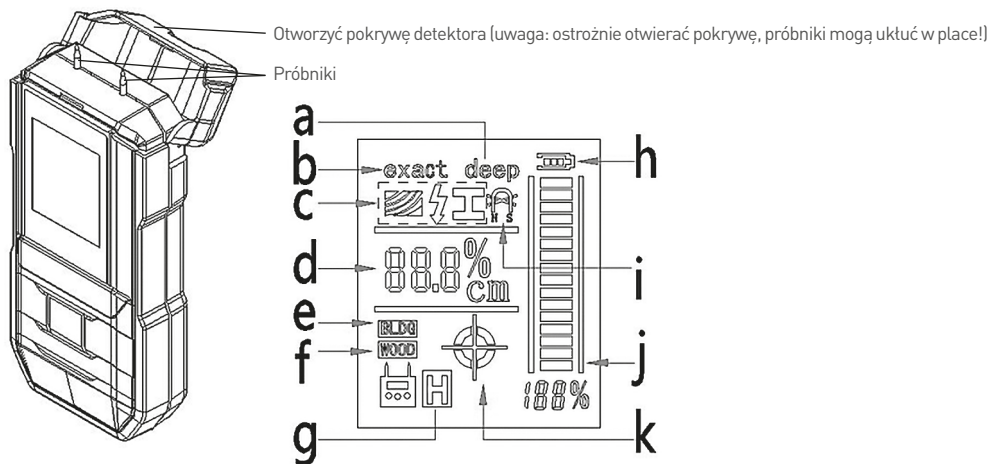 Otworzyć pokrywę detektora (uwaga: ostrożnie otwierać pokrywę, próbniki mogą ukłuć w place!)
Próbniki
a
b exact deep h
c N S
d 88.8 % cm i
e BLDG
f WOOD j
H 188%
g k